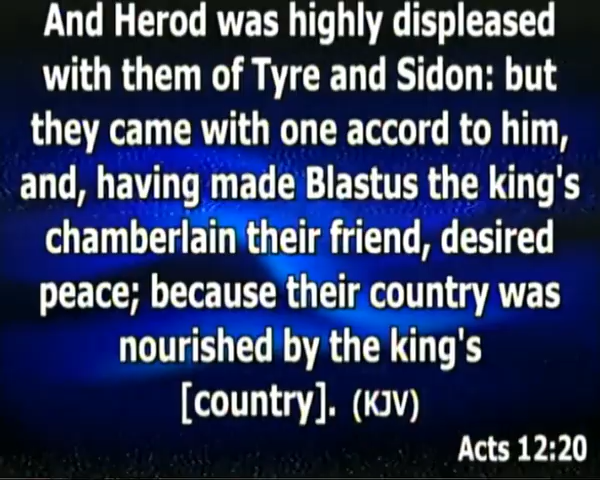 And Herod was highly displeased
with them of Tyre and Sidon: but
they came with one accord to him,
and, having made Blastus the king's
chamberlain their friend, desired
peace; because their country was
nourished by the king's
[country]. (KJV)
Acts 12:20